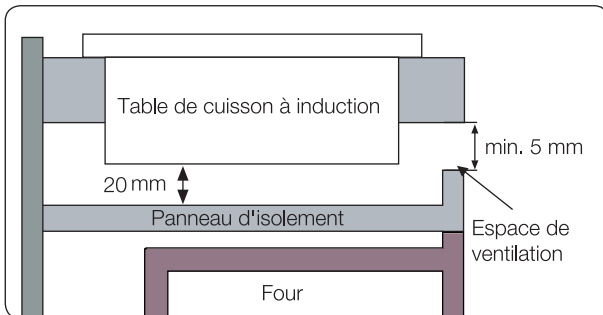 Table de cuisson à induction
min. 5 mm
20 mm
Panneau d'isolement
Espace de
ventilation
Four